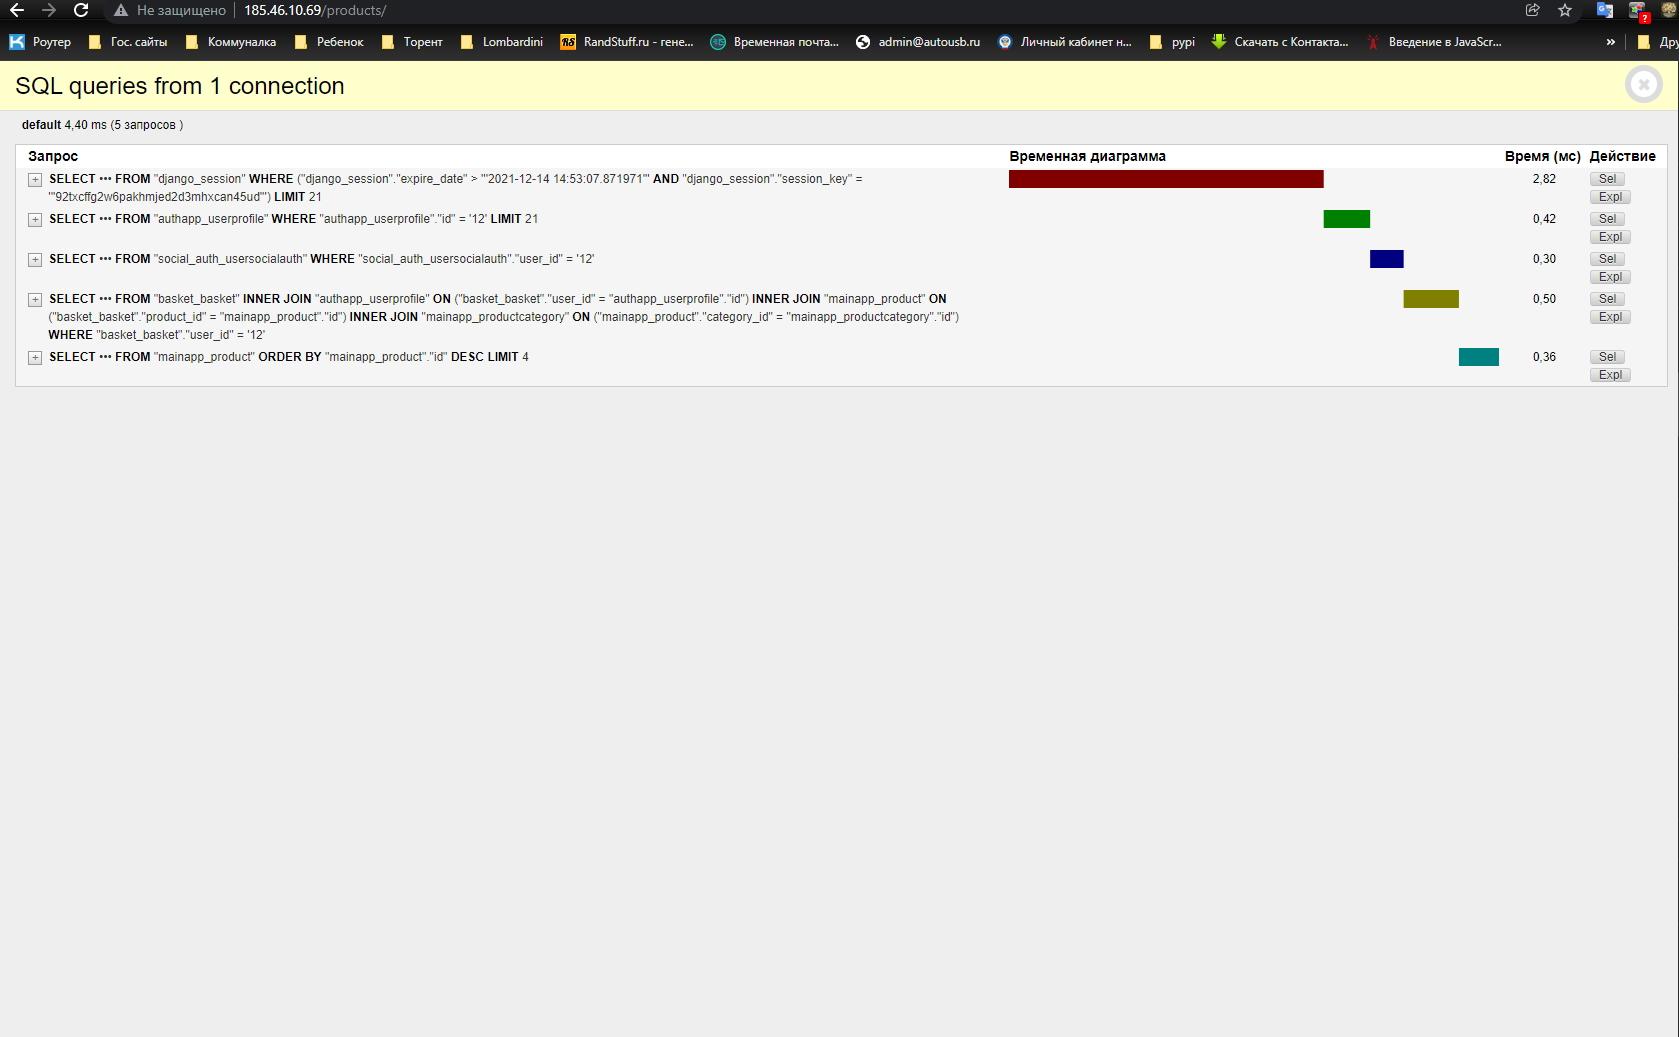 Не защищено 185.46.10.69/products/
Роутер Гос. сайты Коммуналка Ребенок Торент Lombardini RS RandStuff.ru - гене... Временная почта... admin@autousb.ru Личный кабинет н... pypi Скачать с Контакта... Введение в JavaScr... » Дру
SQL queries from 1 connection
default 4,40 ms (5 запросов )
Запрос Временная диаграмма Время (мс) Действие
+ SELECT ••• FROM "django_session" WHERE ("django_session"."expire_date" > '"2021-12-14 14:53:07.871971"' AND "django_session"."session_key" = 2,82 Sel
'"92txcffg2w6pakhmjed2d3mhxcan45ud"') LIMIT 21 Expl
+ SELECT ••• FROM "authapp_userprofile" WHERE "authapp_userprofile"."id" = '12' LIMIT 21 0,42 Sel
Expl
+ SELECT ••• FROM "social_auth_usersocialauth" WHERE "social_auth_usersocialauth"."user_id" = '12' 0,30 Sel
Expl
+ SELECT ••• FROM "basket_basket" INNER JOIN "authapp_userprofile" ON ("basket_basket"."user_id" = "authapp_userprofile"."id") INNER JOIN "mainapp_product" ON 0,50 Sel
("basket_basket"."product_id" = "mainapp_product"."id") INNER JOIN "mainapp_productcategory" ON ("mainapp_product"."category_id" = "mainapp_productcategory"."id") Expl
WHERE "basket_basket"."user_id" = '12'
+ SELECT ••• FROM "mainapp_product" ORDER BY "mainapp_product"."id" DESC LIMIT 4 0,36 Sel
Expl